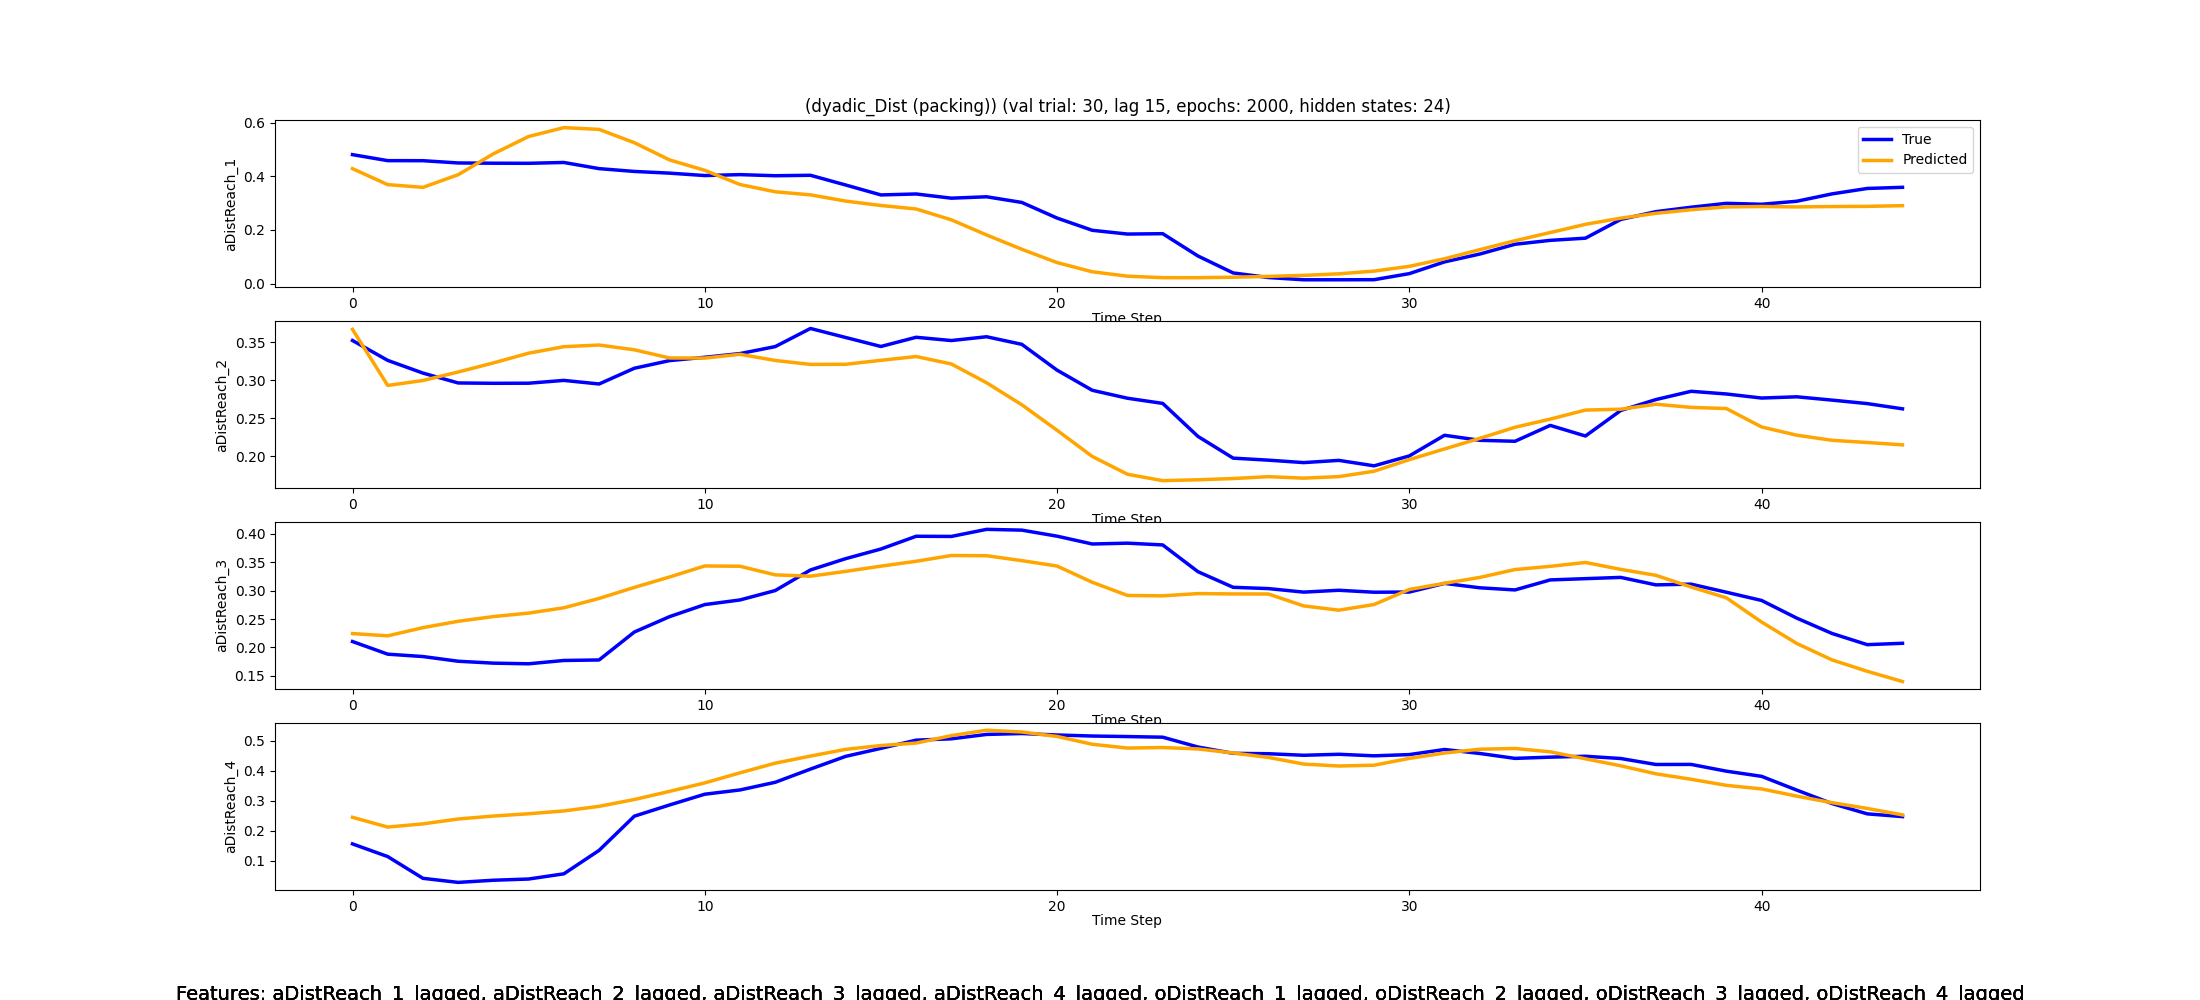 (dyadic_Dist (packing)) (val trial: 30, lag 15, epochs: 2000, hidden states: 24)
True
Predicted
aDistReach_1
0.6
0.4
0.2
0.0
0 10 20 30 40
Time Step
aDistReach_2
0.35
0.30
0.25
0.20
0 10 20 30 40
Time Step
aDistReach_3
0.40
0.35
0.30
0.25
0.20
0.15
0 10 20 30 40
Time Step
aDistReach_4
0.5
0.4
0.3
0.2
0.1
0 10 20 30 40
Time Step
Features: aDistReach_1_lagged, aDistReach_2_lagged, aDistReach_3_lagged, aDistReach_4_lagged, oDistReach_1_lagged, oDistReach_2_lagged, oDistReach_3_lagged, oDistReach_4_lagged